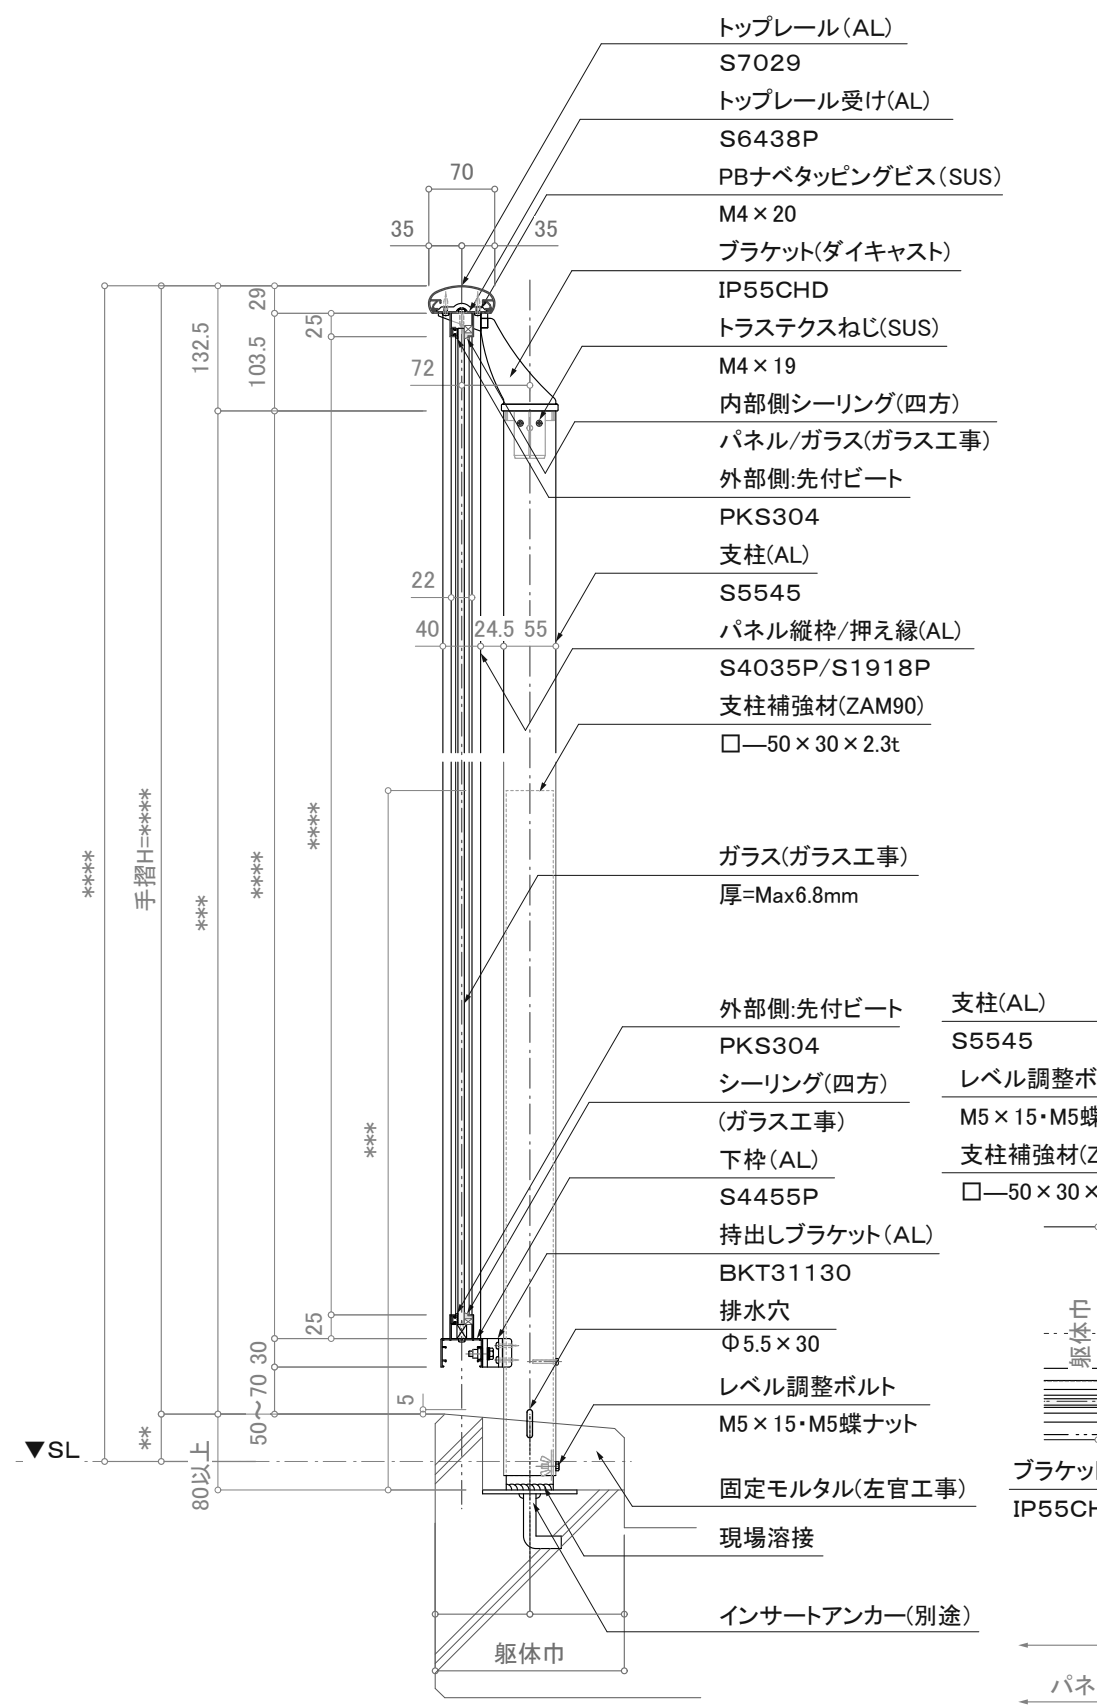 トップレール(AL)
S7029
トップレール受け(AL)
S6438P
PBナベタッピングビス(SUS)
M4×20
ブラケット(ダイキャスト)
IP55CHD
トラステクスねじ(SUS)
M4×19
内部側シーリング(四方)
パネル/ガラス(ガラス工事)
外部側:先付ビート
PKS304
支柱(AL)
S5545
パネル縦枠/押え縁(AL)
S4035P/S1918P
支柱補強材(ZAM90)
□―50×30×2.3t
ガラス(ガラス工事)
厚=Max6.8mm
外部側:先付ビート
PKS304
シーリング(四方)
(ガラス工事)
下枠(AL)
S4455P
持出しブラケット(AL)
BKT31130
排水穴
Φ5.5×30
レベル調整ボルト
M5×15・M5蝶ナット
固定モルタル(左官工事)
現場溶接
インサートアンカー(別途)
支柱(AL)
S5545
レベル調整ボ
M5×15・M5蝶
支柱補強材(Z
□―50×30×
躯体巾
ブラケット
IP55CH
パネ
70
35
35
29
25
132.5
103.5
72
22
40
24.5
55
****
手摺H=****
***
****
****
***
25
30
50~70
5
**
80以上
▼SL
躯体巾